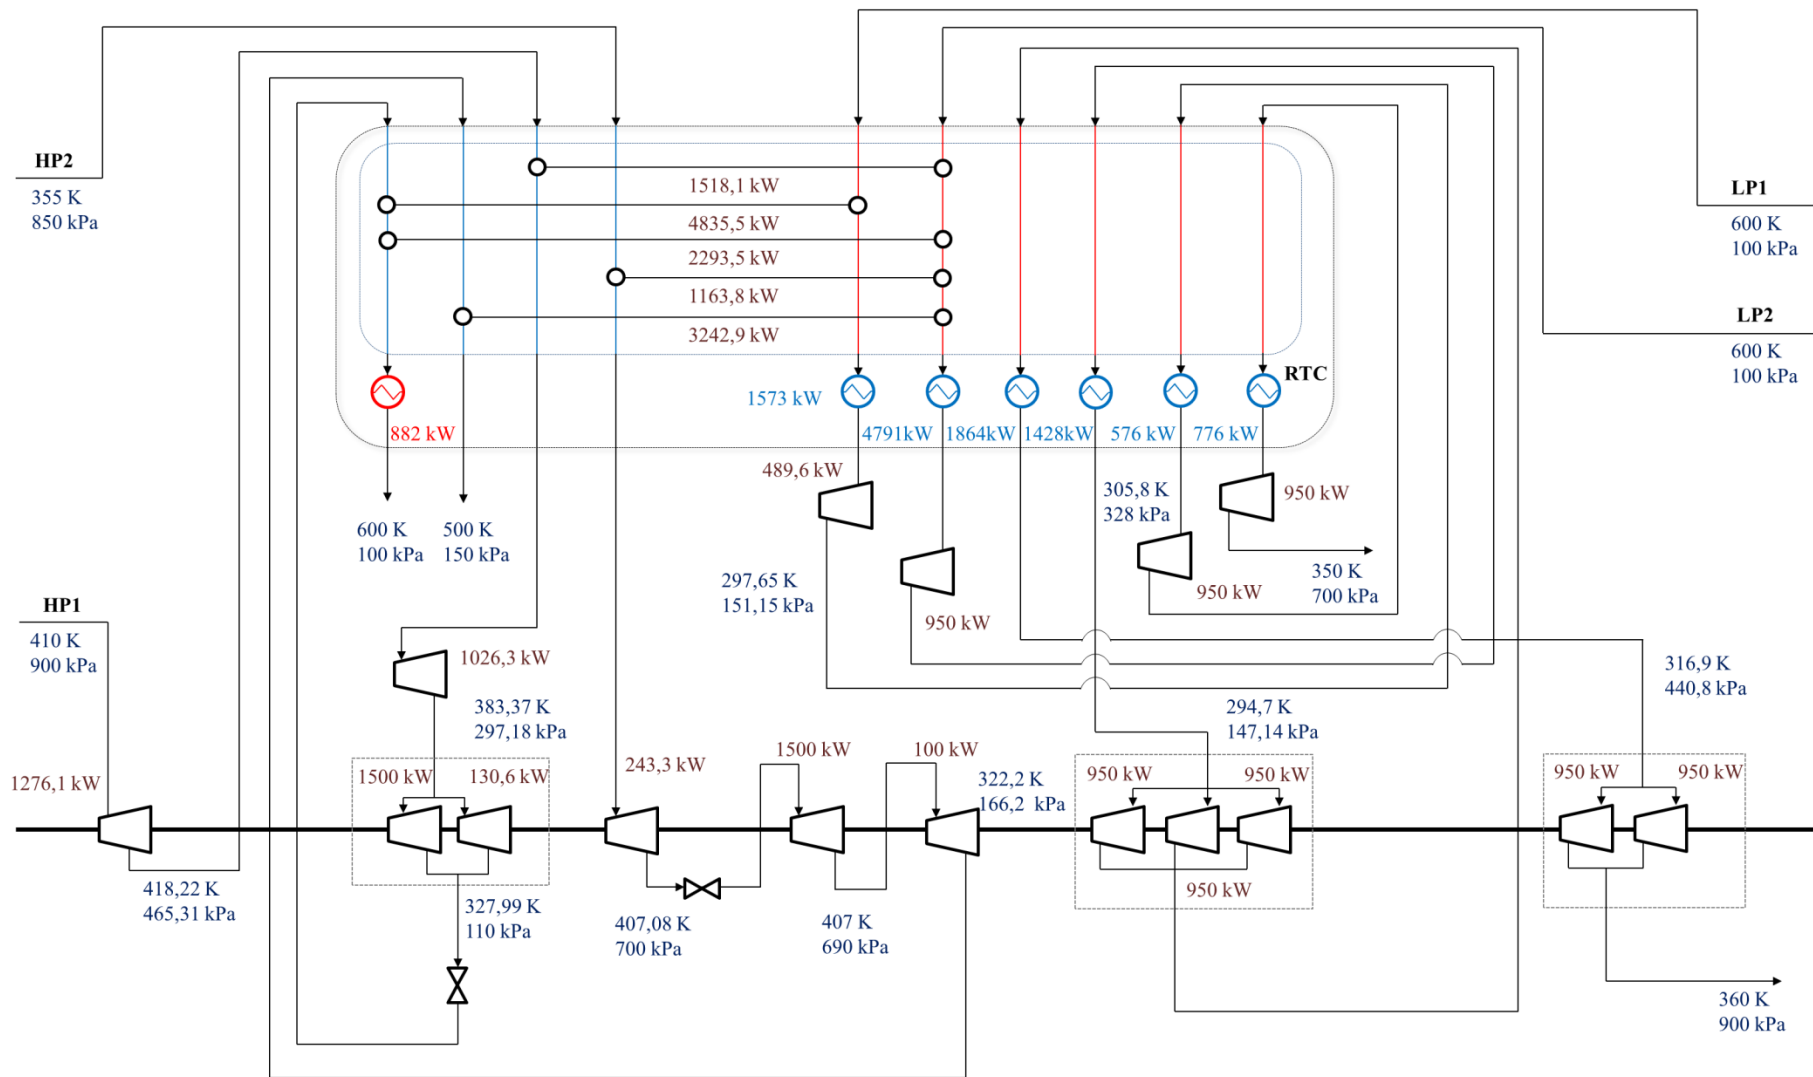 HP2
355 K
850 kPa
1518,1 kW
4835,5 kW
2293,5 kW
1163,8 kW
3242,9 kW
LP1
600 K
100 kPa
LP2
600 K
100 kPa
RTC
882 kW
1573 kW
4791kW
1864kW
1428kW
576 kW
776 kW
600 K
100 kPa
500 K
150 kPa
489,6 kW
305,8 K
328 kPa
950 kW
297,65 K
151,15 kPa
950 kW
950 kW
350 K
700 kPa
HP1
410 K
900 kPa
1026,3 kW
383,37 K
297,18 kPa
316,9 K
440,8 kPa
294,7 K
147,14 kPa
1276,1 kW
1500 kW
130,6 kW
243,3 kW
1500 kW
100 kW
322,2 K
166,2 kPa
950 kW
950 kW
950 kW
950 kW
418,22 K
465,31 kPa
327,99 K
110 kPa
407,08 K
700 kPa
407 K
690 kPa
950 kW
360 K
900 kPa